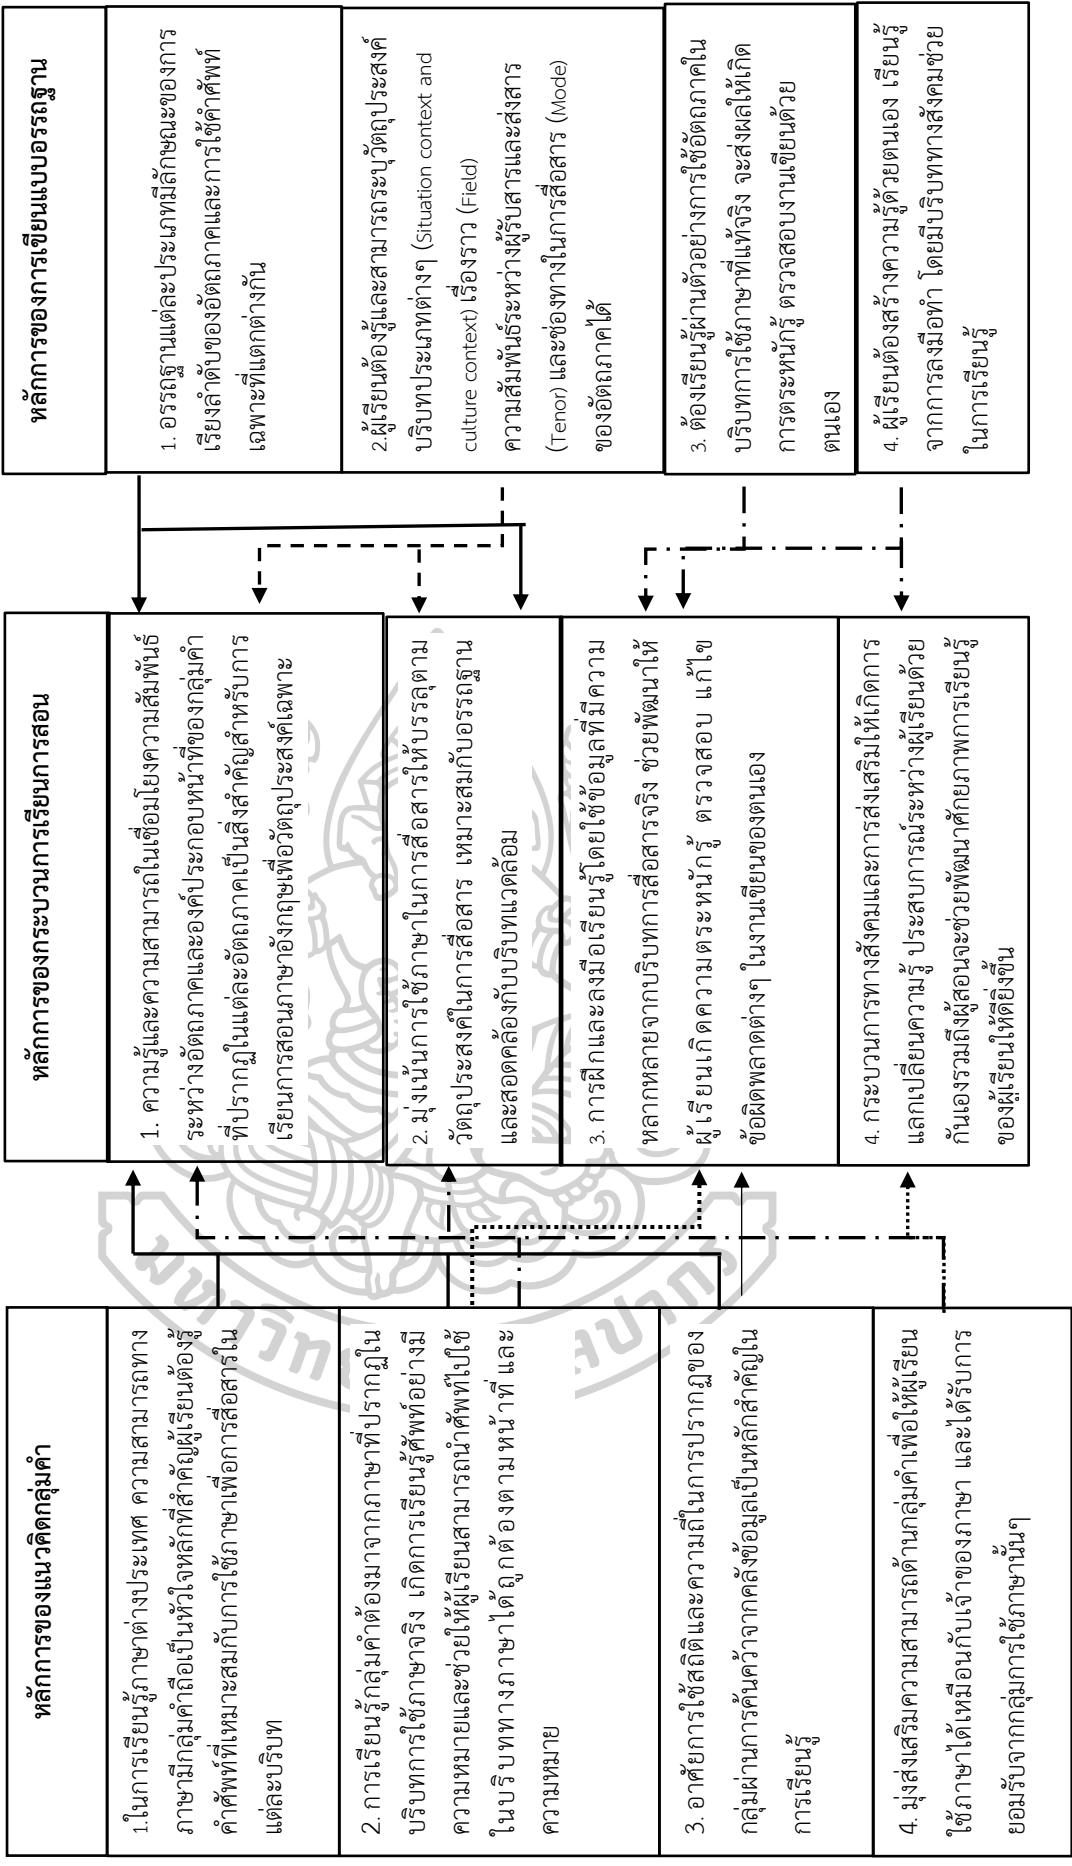 หลักการของแนวคิดกลุ่มคำ
1.ในการเรียนรู้ภาษาต่างประเทศ ความสามารถทาง
ภาษามีกลุ่มคำถือเป็นหัวใจหลักที่สำคัญผู้เรียนต้องรู้
คำศัพท์ที่เหมาะสมกับการใช้ภาษาเพื่อการสื่อสารใน
แต่ละบริบท
2. การเรียนรู้กลุ่มคำต้องมาจากภาษาที่ปรากฏใน
บริบทการใช้ภาษาจริง เกิดการเรียนรู้ศัพท์อย่างมี
ความหมายและช่วยให้ผู้เรียนสามารถนำศัพท์ไปใช้
ในบริบททางภาษาได้ถูกต้องตามหน้าที่ และ
ความหมาย
3. อาศัยการใช้สถิติและความถี่ในการปรากฏของ
กลุ่มผ่านการค้นคว้าจากคลังข้อมูลเป็นหลักสำคัญใน
การเรียนรู้
4. มุ่งส่งเสริมความสามารถด้านกลุ่มคำเพื่อให้ผู้เรียน
ใช้ภาษาได้เหมือนกับเจ้าของภาษา และได้รับการ
ยอมรับจากกลุ่มการใช้ภาษานั้นๆ
หลักการของกระบวนการเรียนการสอน
1. ความรู้และความสามารถในเชื่อมโยงความสัมพันธ์
ระหว่างอัตถภาคและองค์ประกอบหน้าที่ของกลุ่มคำ
ที่ปรากฏในแต่ละอัตถภาคเป็นสิ่งสำคัญสำหรับการ
เรียนการสอนภาษาอังกฤษเพื่อวัตถุประสงค์เฉพาะ
2. มุ่งเน้นการใช้ภาษาในการสื่อสารให้บรรลุตาม
วัตถุประสงค์ในการสื่อสาร เหมาะสมกับอรรถฐาน
และสอดคล้องกับบริบทแวดล้อม
3. การฝึกและลงมือเรียนรู้โดยใช้ข้อมูลที่มีความ
หลากหลายจากบริบทการสื่อสารจริง ช่วยพัฒนาให้
ผู้เรียนเกิดความตระหนักรู้ ตรวจสอบ แก้ไข
ข้อผิดพลาดต่างๆ ในงานเขียนของตนเอง
4. กระบวนการทางสังคมและการส่งเสริมให้เกิดการ
แลกเปลี่ยนความรู้ ประสบการณ์ระหว่างผู้เรียนด้วย
กันเองรวมถึงผู้สอนจะช่วยพัฒนาศักยภาพการเรียนรู้
ของผู้เรียนให้ดียิ่งขึ้น
หลักการของการเขียนแบบอรรถฐาน
1. อรรถฐานแต่ละประเภทมีลักษณะของการ
เรียงลำดับของอัตถภาคและการใช้คำศัพท์
เฉพาะที่แตกต่างกัน
2.ผู้เรียนต้องรู้และสามารถระบุวัตถุประสงค์
บริบทประเภทต่างๆ (Situation context and
culture context) เรื่องราว (Field)
ความสัมพันธ์ระหว่างผู้รับสารและส่งสาร
(Tenor) และช่องทางในการสื่อสาร (Mode)
ของอัตถภาคได้
3. ต้องเรียนรู้ผ่านตัวอย่างการใช้อัตถภาคใน
บริบทการใช้ภาษาที่แท้จริง จะส่งผลให้เกิด
การตระหนักรู้ ตรวจสอบงานเขียนด้วย
ตนเอง
4. ผู้เรียนต้องสร้างความรู้ด้วยตนเอง เรียนรู้
จากการลงมือทำ โดยมีบริบททางสังคมช่วย
ในการเรียนรู้